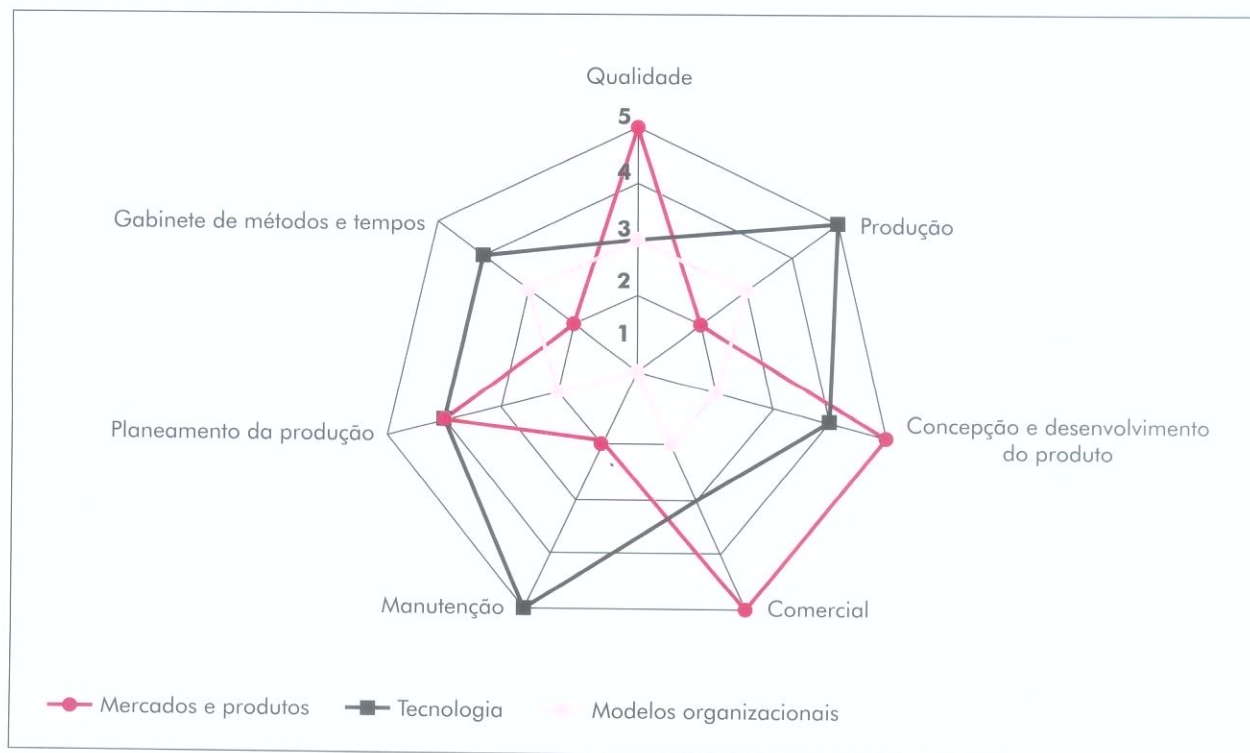 Qualidade
5
4
Gabinete de métodos e tempos
Produção
3
2
1
Concepção e desenvolvimento
do produto
Planeamento da produção
Manutenção
Comercial
Mercados e produtos
Tecnologia
Modelos organizacionais